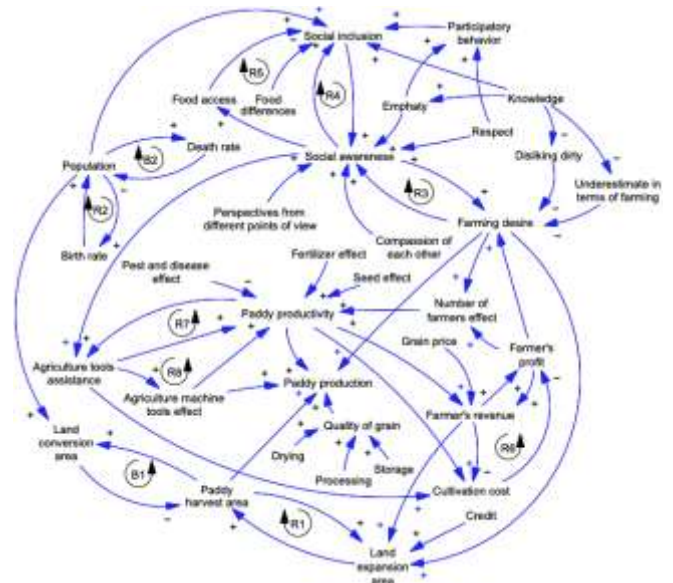 Social inclusion
Participatory
behavior
R5
R4
Food access
Food
differences
Emphaty
Knowledge
Respect
Population
B2
Death rate
Social awareness
Disliking dirty
Underestimate in
terms of farming
R2
R3
Perspectives from
different points of view
Compassion of
each other
Farming desire
Birth rate
Fertilizer effect
Pest and disease
effect
Seed effect
R7
Paddy productivity
Number of
farmers effect
Grain price
Farmer's
profit
Agriculture tools
assistance
R8
Agriculture machine
tools effect
Paddy production
Farmer's revenue
R6
Land
conversion
area
Quality of grain
Drying
Processing
Storage
B1
Paddy
harvest area
R1
Cultivation cost
Credit
Land
expansion
area